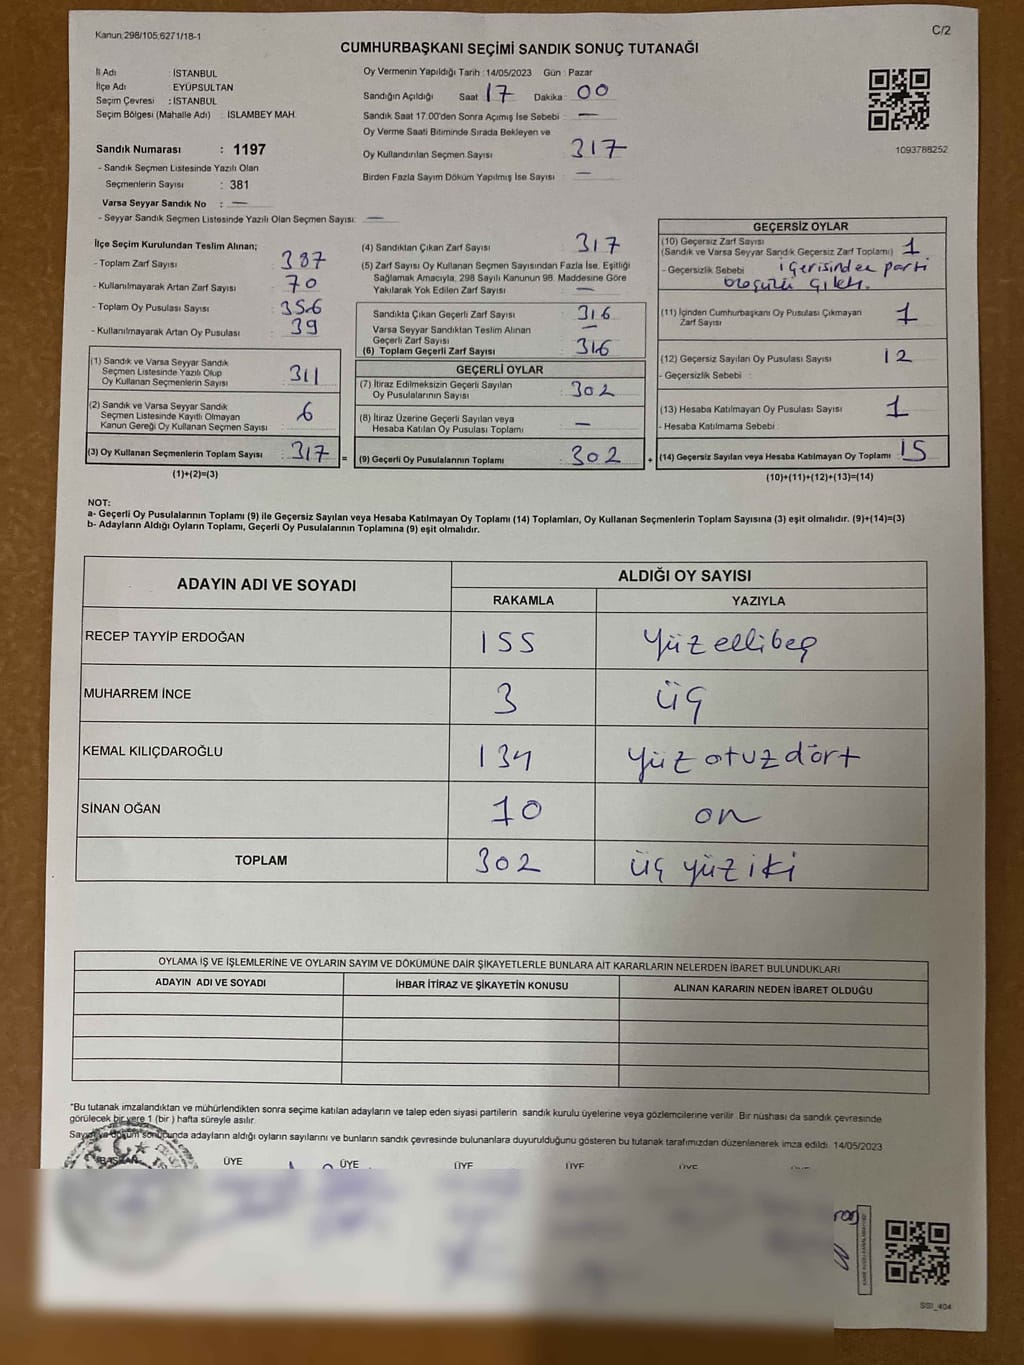 Kanun:298/105;6271/18-1
C/2
CUMHURBAŞKANI SEÇİMİ SANDIK SONUÇ TUTANAĞI
İl Adı : İSTANBUL
İlçe Adı EYÜPSULTAN
Seçim Çevresi : İSTANBUL
Seçim Bölgesi (Mahalle Adı) : İSLAMBEY MAH.
Sandık Numarası : 1197
- Sandık Seçmen Listesinde Yazılı Olan
Seçmenlerin Sayısı : 381
Varsa Seyyar Sandık No : —
- Seyyar Sandık Seçmen Listesinde Yazılı Olan Seçmen Sayısı: —
Oy Vermenin Yapıldığı Tarih :14/05/2023 Gün : Pazar
Sandığın Açıldığı Saat 17 Dakika : 00
Sandık Saat 17.00'den Sonra Açımış İse Sebebi : —
Oy Verme Saati Bitiminde Sırada Bekleyen ve
Oy Kullandırılan Seçmen Sayısı : 317
Birden Fazla Sayım Döküm Yapılmış İse Sayısı : —
1093788252
İlçe Seçim Kurulundan Teslim Alınan;
- Toplam Zarf Sayısı : 387
- Kullanılmayarak Artan Zarf Sayısı : 70
- Toplam Oy Pusulası Sayısı : 356
- Kullanılmayarak Artan Oy Pusulası : 39
(1) Sandık ve Varsa Seyyar Sandık
Seçmen Listesinde Yazılı Olup
Oy Kullanan Seçmenlerin Sayısı : 311
(2) Sandık ve Varsa Seyyar Sandık
Seçmen Listesinde Kayıtlı Olmayan
Kanun Gereği Oy Kullanan Seçmen Sayısı : 6
(3) Oy Kullanan Seçmenlerin Toplam Sayısı : 317 =
(1)+(2)=(3)
(4) Sandıktan Çıkan Zarf Sayısı : 317
(5) Zarf Sayısı Oy Kullanan Seçmen Sayısından Fazla İse, Eşitliği
Sağlamak Amacıyla, 298 Sayılı Kanunun 98. Maddesine Göre
Yakılarak Yok Edilen Zarf Sayısı : —
Sandıkta Çıkan Geçerli Zarf Sayısı : 316
Varsa Seyyar Sandıktan Teslim Alınan
Geçerli Zarf Sayısı : —
(6) Toplam Geçerli Zarf Sayısı : 316
GEÇERLİ OYLAR
(7) İtiraz Edilmeksizin Geçerli Sayılan
Oy Pusulalarının Sayısı : 302
(8) İtiraz Üzerine Geçerli Sayılan veya
Hesaba Katılan Oy Pusulası Toplamı : —
(9) Geçerli Oy Pusulalarının Toplamı : 302 +
GEÇERSİZ OYLAR
(10) Geçersiz Zarf Sayısı
(Sandık ve Varsa Seyyar Sandık Geçersiz Zarf Toplamı) : 1
- Geçersizlik Sebebi : içerisinden parti
broşürü çıktı.
(11) İçinden Cumhurbaşkanı Oy Pusulası Çıkmayan
Zarf Sayısı : 1
(12) Geçersiz Sayılan Oy Pusulası Sayısı : 12
- Geçersizlik Sebebi :
(13) Hesaba Katılmayan Oy Pusulası Sayısı : 1
- Hesaba Katılmama Sebebi :
(14) Geçersiz Sayılan veya Hesaba Katılmayan Oy Toplamı : 15
(10)+(11)+(12)+(13)=(14)
NOT:
a- Geçerli Oy Pusulalarının Toplamı (9) ile Geçersiz Sayılan veya Hesaba Katılmayan Oy Toplamı (14) Toplamları, Oy Kullanan Seçmenlerin Toplam Sayısına (3) eşit olmalıdır. (9)+(14)=(3)
b- Adayların Aldığı Oyların Toplamı, Geçerli Oy Pusulalarının Toplamına (9) eşit olmalıdır.
ADAYIN ADI VE SOYADI
ALDIĞI OY SAYISI
RAKAMLA YAZIYLA
RECEP TAYYİP ERDOĞAN 155 Yüzellibeş
MUHARREM İNCE 3 üç
KEMAL KILIÇDAROĞLU 134 yüzotuzdört
SİNAN OĞAN 10 on
TOPLAM 302 üç yüz iki
OYLAMA İŞ VE İŞLEMLERİNE VE OYLARIN SAYIM VE DÖKÜMÜNE DAİR ŞİKAYETLERLE BUNLARA AİT KARARLARIN NELERDEN İBARET BULUNDUKLARI
ADAYIN ADI VE SOYADI İHBAR İTİRAZ VE ŞİKAYETİN KONUSU ALINAN KARARIN NEDEN İBARET OLDUĞU
"Bu tutanak imzalandıktan ve mühürlendikten sonra seçime katılan adayların ve talep eden siyasi partilerin sandık kurulu üyelerine veya gözlemcilerine verilir. Bir nüshası da sandık çevresinde
görülecek bir yere 1 (bir ) hafta süreyle asılır.
Sayım ve döküm sonucunda adayların aldığı oyların sayılarını ve bunların sandık çevresinde bulunanlara duyurulduğunu gösteren bu tutanak tarafımızdan düzenlenerek imza edildi. 14/05/2023
BAŞKAN ÜYE ÜYE ÜYE ÜYE ÜYE
SSI_404